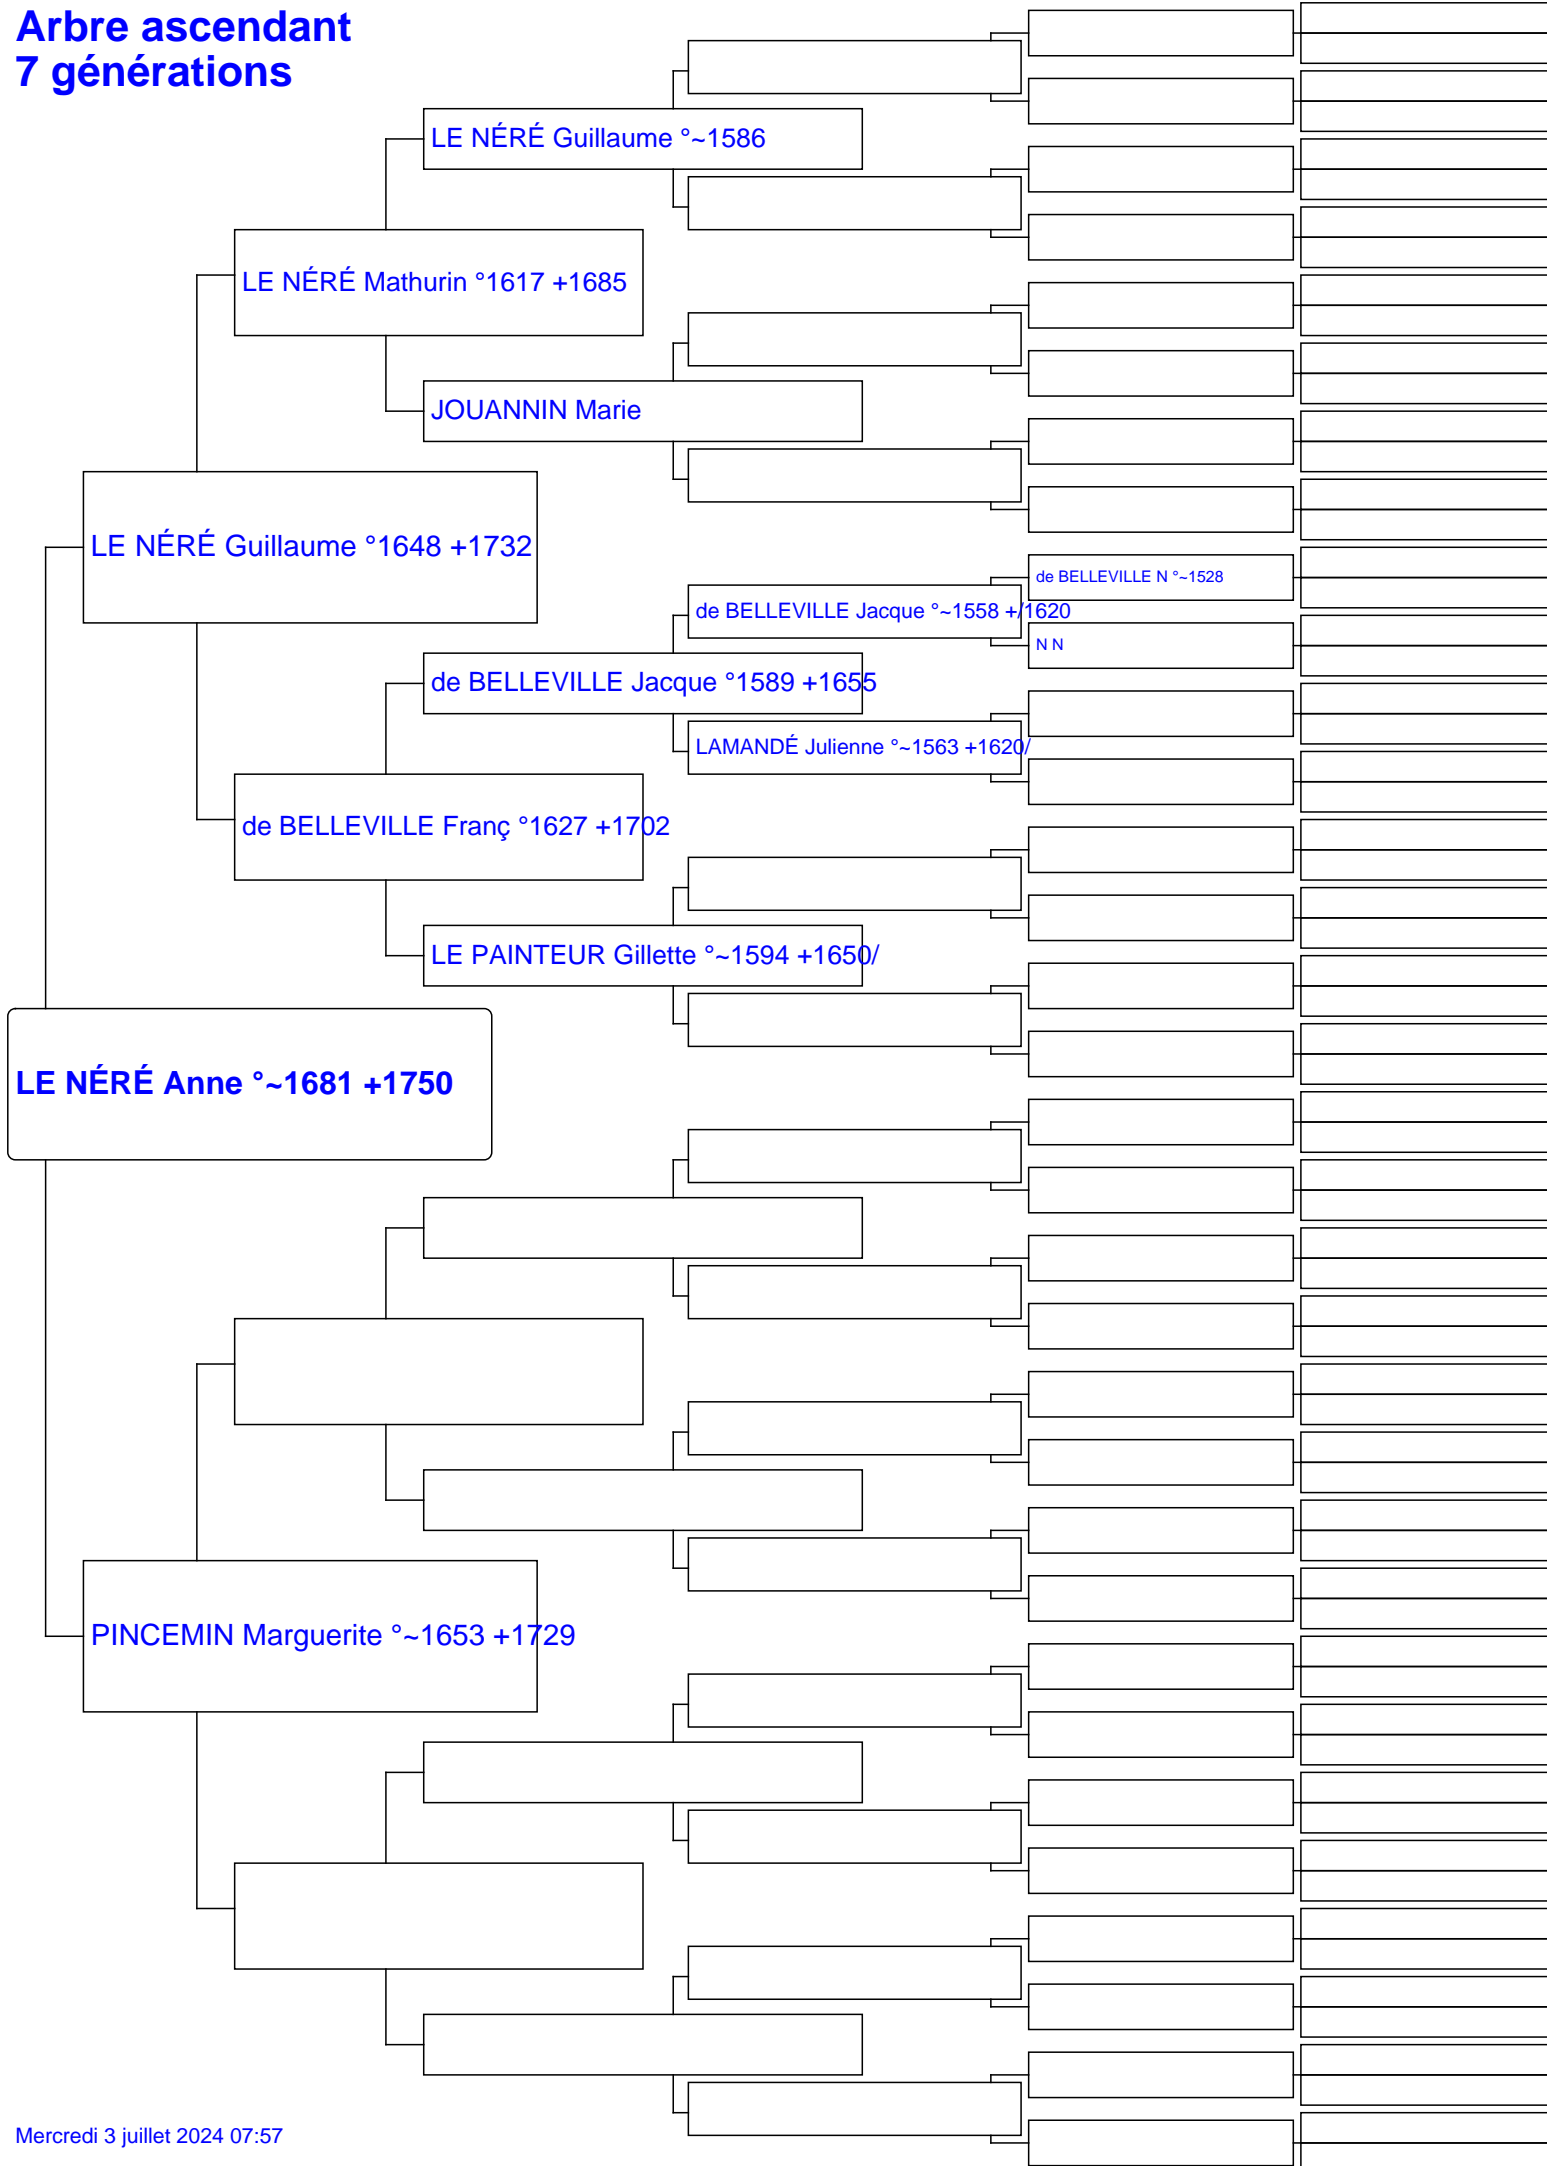 Arbre ascendant
7 générations
LE NÉRÉ Guillaume °~1586
LE NÉRÉ Mathurin °1617 +1685
JOUANNIN Marie
LE NÉRÉ Guillaume °1648 +1732
de BELLEVILLE N °~1528
de BELLEVILLE Jacque °~1558 +/1620
N N
de BELLEVILLE Jacque °1589 +1655
LAMANDÉ Julienne °~1563 +1620/
de BELLEVILLE Franç °1627 +1702
LE PAINTEUR Gillette °~1594 +1650/
LE NÉRÉ Anne °~1681 +1750
PINCEMIN Marguerite °~1653 +1729
Mercredi 3 juillet 2024 07:57